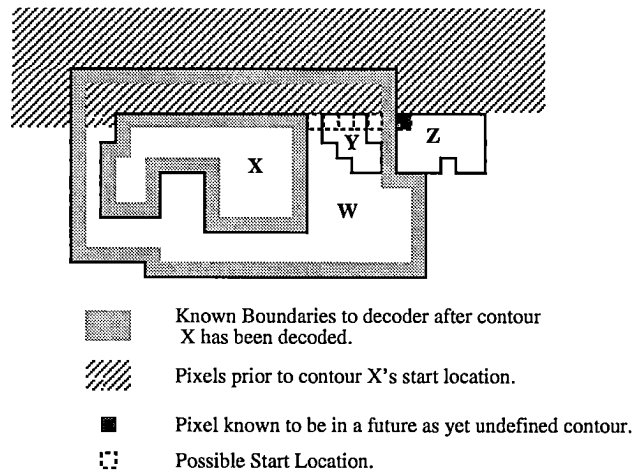 Z
Y
X
W
Known Boundaries to decoder after contour
X has been decoded.
Pixels prior to contour X's start location.
Pixel known to be in a future as yet undefined contour.
Possible Start Location.